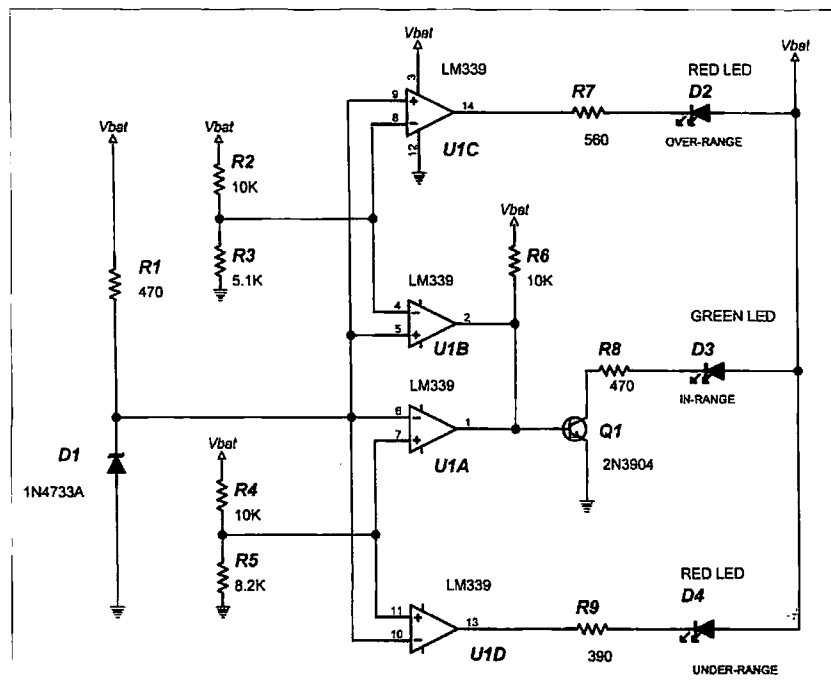 Vbat
LM339
3
9
8
14
12
U1C
R7
560
RED LED
D2
OVER-RANGE
Vbat
Vbat
Vbat
R2
10K
R3
5.1K
R1
470
Vbat
R6
10K
LM339
4
5
2
U1B
GREEN LED
R8
470
D3
IN-RANGE
LM339
6
7
1
U1A
Q1
2N3904
D1
1N4733A
Vbat
R4
10K
R5
8.2K
LM339
11
10
13
U1D
R9
390
RED LED
D4
UNDER-RANGE